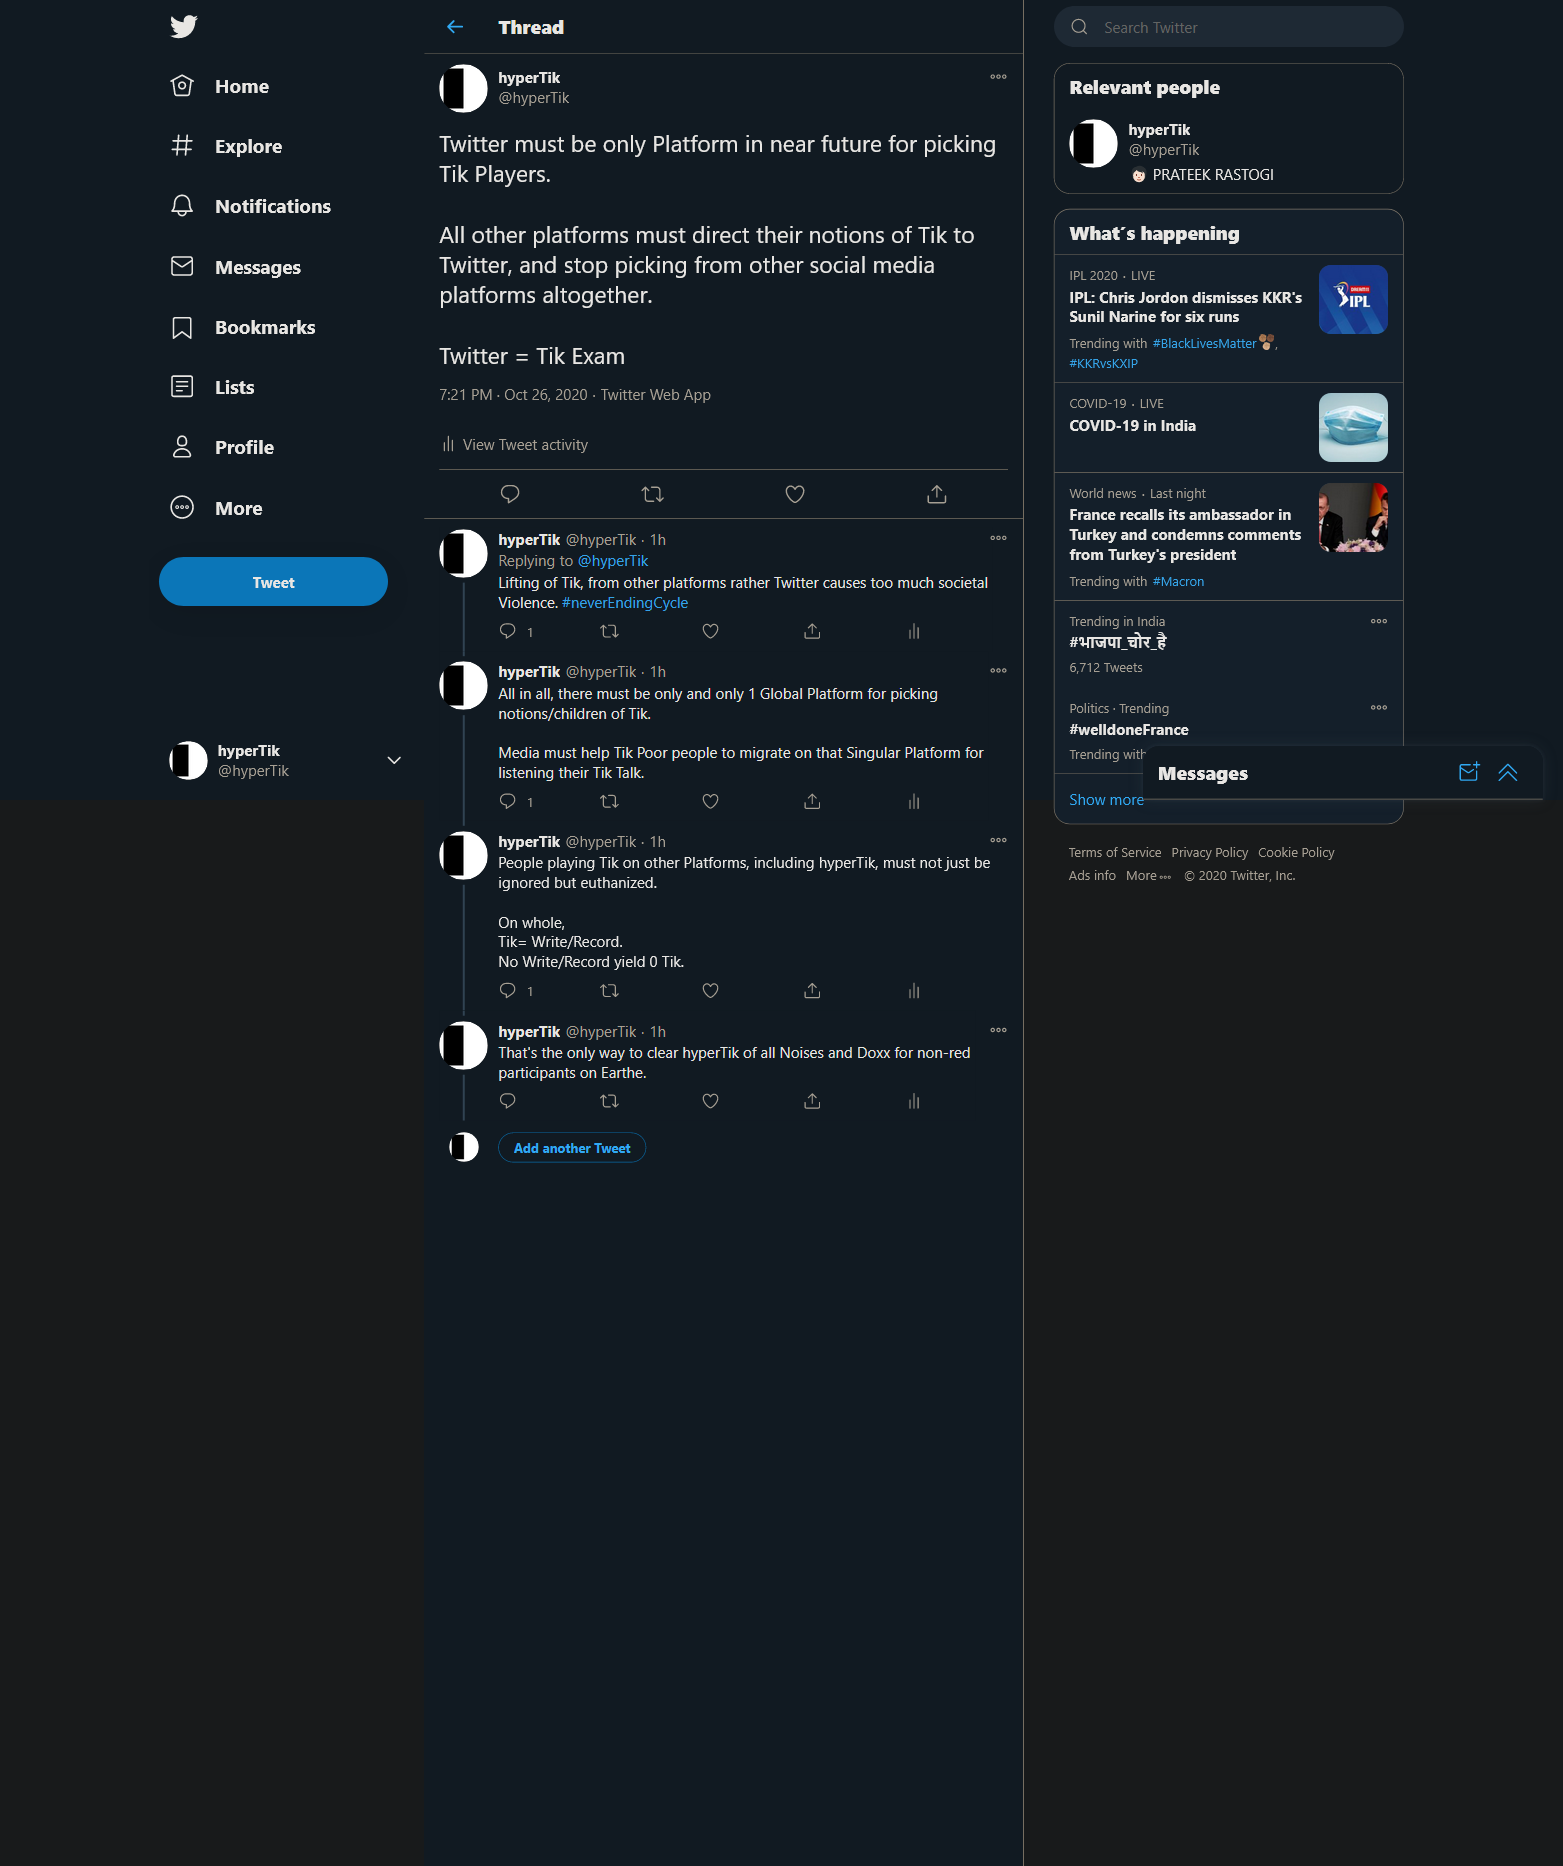 Home
Explore
Notifications
Messages
Bookmarks
Lists
Profile
More
Tweet
hyperTik
@hyperTik
Thread
hyperTik
@hyperTik
Twitter must be only Platform in near future for picking
Tik Players.
All other platforms must direct their notions of Tik to
Twitter, and stop picking from other social media
platforms altogether.
Twitter = Tik Exam
7:21 PM · Oct 26, 2020 · Twitter Web App
View Tweet activity
hyperTik @hyperTik · 1h
Replying to @hyperTik
Lifting of Tik, from other platforms rather Twitter causes too much societal
Violence. #neverEndingCycle
1
hyperTik @hyperTik · 1h
All in all, there must be only and only 1 Global Platform for picking
notions/children of Tik.
Media must help Tik Poor people to migrate on that Singular Platform for
listening their Tik Talk.
1
hyperTik @hyperTik · 1h
People playing Tik on other Platforms, including hyperTik, must not just be
ignored but euthanized.
On whole,
Tik= Write/Record.
No Write/Record yield 0 Tik.
1
hyperTik @hyperTik · 1h
That's the only way to clear hyperTik of all Noises and Doxx for non-red
participants on Earthe.
Add another Tweet
Search Twitter
Relevant people
hyperTik
@hyperTik
PRATEEK RASTOGI
What's happening
IPL 2020 · LIVE
IPL: Chris Jordon dismisses KKR's
Sunil Narine for six runs
Trending with #BlackLivesMatter,
#KKRvsKXIP
IPL
COVID-19 · LIVE
COVID-19 in India
World news · Last night
France recalls its ambassador in
Turkey and condemns comments
from Turkey's president
Trending with #Macron
Trending in India
#भाजपा_चोर_है
6,712 Tweets
Politics · Trending
#welldoneFrance
Trending with
Messages
Show more
Terms of Service Privacy Policy Cookie Policy
Ads info More © 2020 Twitter, Inc.